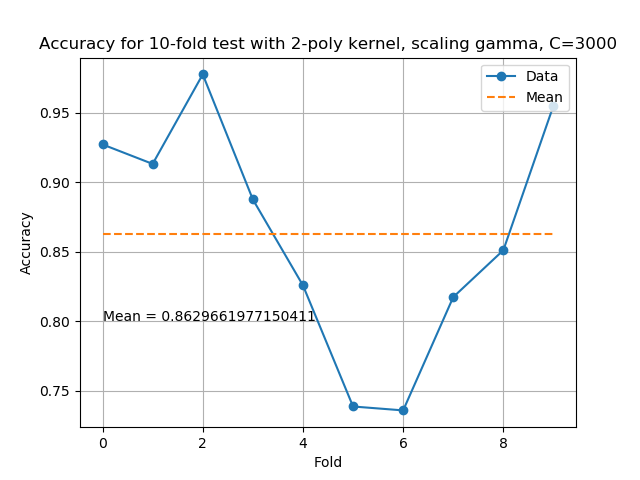 Accuracy for 10-fold test with 2-poly kernel, scaling gamma, C=3000
Data
Mean
0.95
0.90
0.85
0.80
0.75
Accuracy
Mean = 0.8629661977150411
0 2 4 6 8
Fold